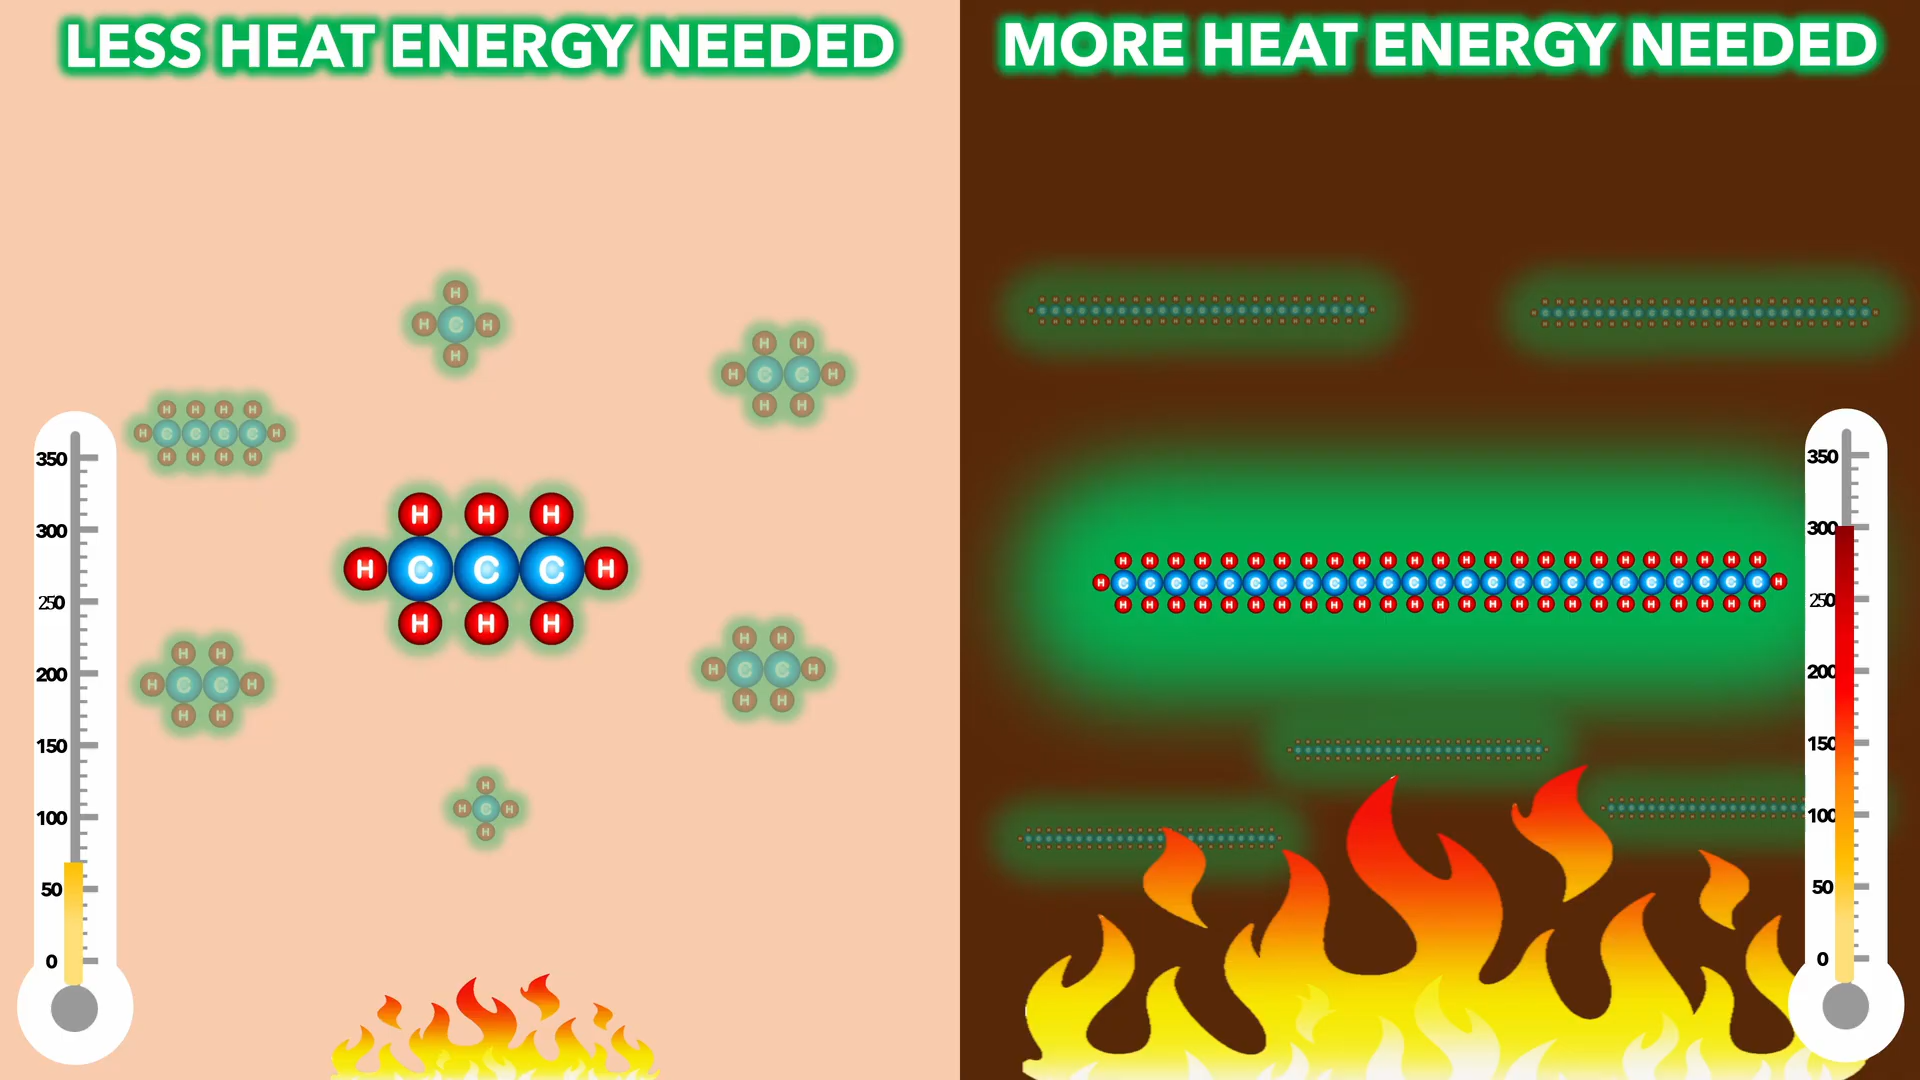 LESS HEAT ENERGY NEEDED
MORE HEAT ENERGY NEEDED
H
H C H
H
H H
H C C H
H H
H H H H
H C C C C H
H H H H
H H H
H C C C H
H H H
H H
H C C H
H H
H H
H C C H
H H
H
H C H
H
350
300
250
200
150
100
50
0
H H H H H H H H H H H H H H H H H H H H H H H H H
H C C C C C C C C C C C C C C C C C C C C C C C C C H
H H H H H H H H H H H H H H H H H H H H H H H H H
350
300
250
200
150
100
50
0